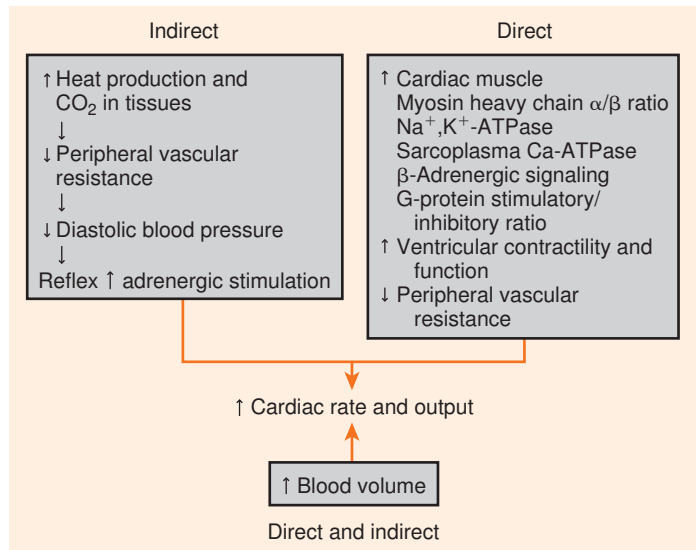 Indirect
↑ Heat production and
CO₂ in tissues
↓
↓ Peripheral vascular
resistance
↓
↓ Diastolic blood pressure
↓
Reflex ↑ adrenergic stimulation
Direct
↑ Cardiac muscle
Myosin heavy chain α/β ratio
Na⁺,K⁺-ATPase
Sarcoplasma Ca-ATPase
β-Adrenergic signaling
G-protein stimulatory/
inhibitory ratio
↑ Ventricular contractility and
function
↓ Peripheral vascular
resistance
↑ Cardiac rate and output
↑ Blood volume
Direct and indirect